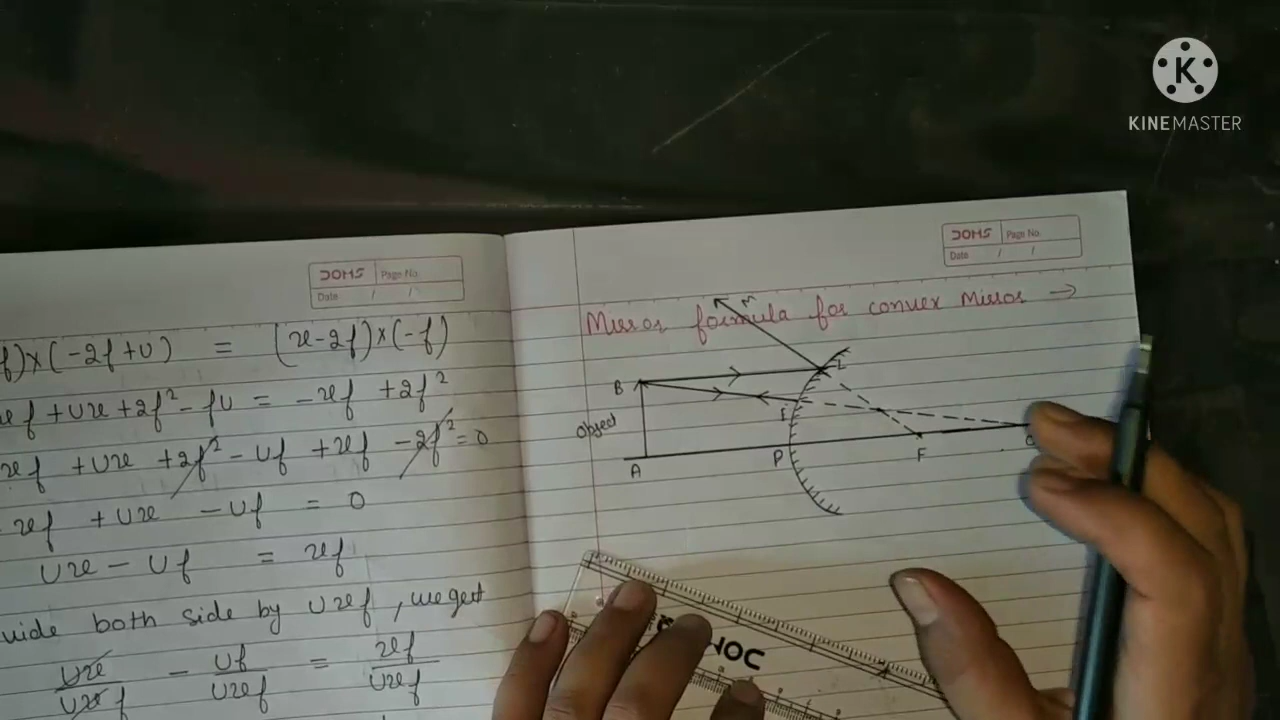 K
KINEMASTER
DOMS Page No.
Date / /
f)×(-2f+u) = (v-2f)×(-f)
vf + uv + 2f² - fu = -vf + 2f²
vf + uv + 2f² - uf + vf - 2f² = 0
vf + uv - uf = 0
uv - uf = vf
vide both side by uvf, we get
uv/uvf - uf/uvf = vf/uvf
DOMS Page No.
Date / /
Mirror formula for convex Mirror →
B
L
object
i
A
P
F
DOMS